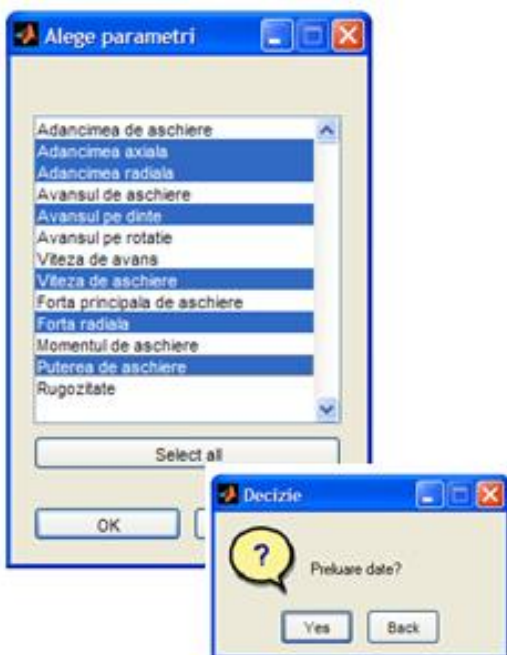 Alege parametri
Adancimea de aschiere
Adancimea axiala
Adancimea radiala
Avansul de aschiere
Avansul pe dinte
Avansul pe rotatie
Viteza de avans
Viteza de aschiere
Forta principala de aschiere
Forta radiala
Momentul de aschiere
Puterea de aschiere
Rugozitate
Select all
OK
Decizie
?
Preluare date?
Yes
Back